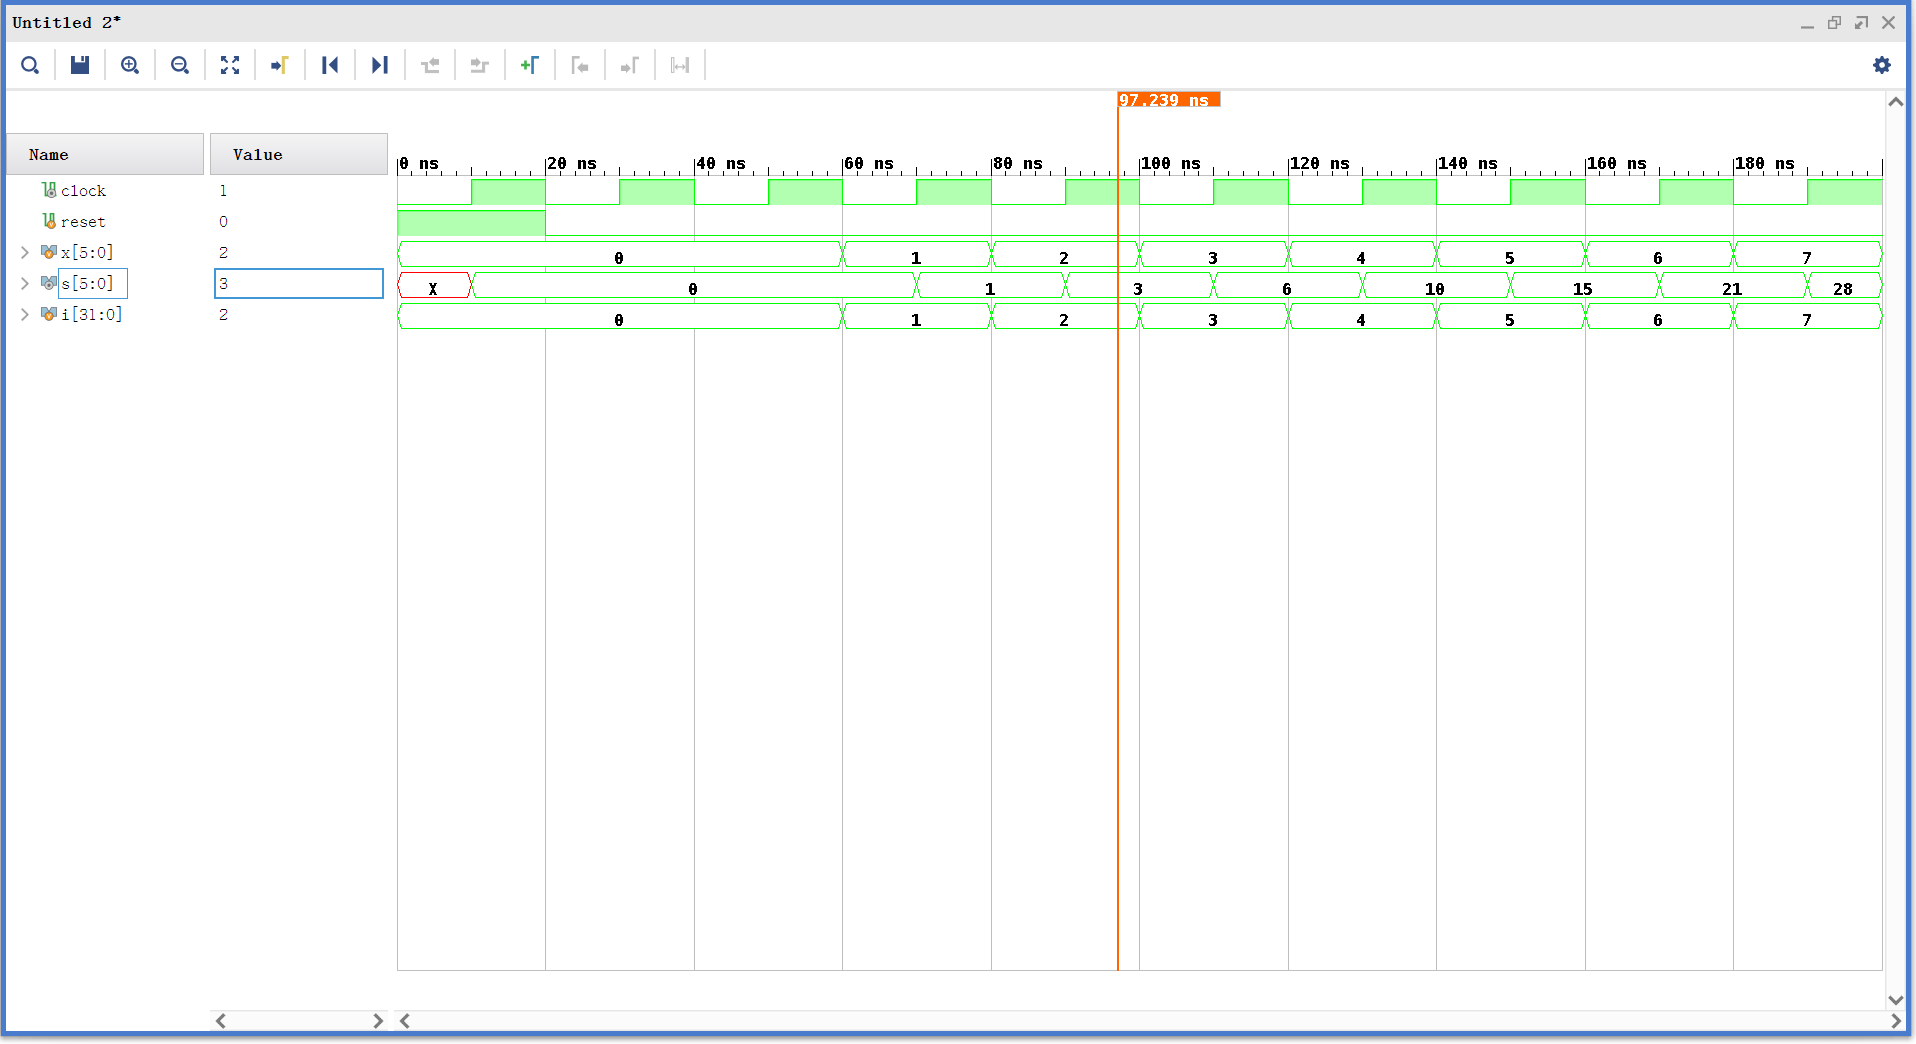 Untitled 2*
97.239 ns
Name Value
0 ns 20 ns 40 ns 60 ns 80 ns 100 ns 120 ns 140 ns 160 ns 180 ns
clock 1
reset 0
x[5:0] 2 0 1 2 3 4 5 6 7
s[5:0] 3 X 0 1 3 6 10 15 21 28
i[31:0] 2 0 1 2 3 4 5 6 7